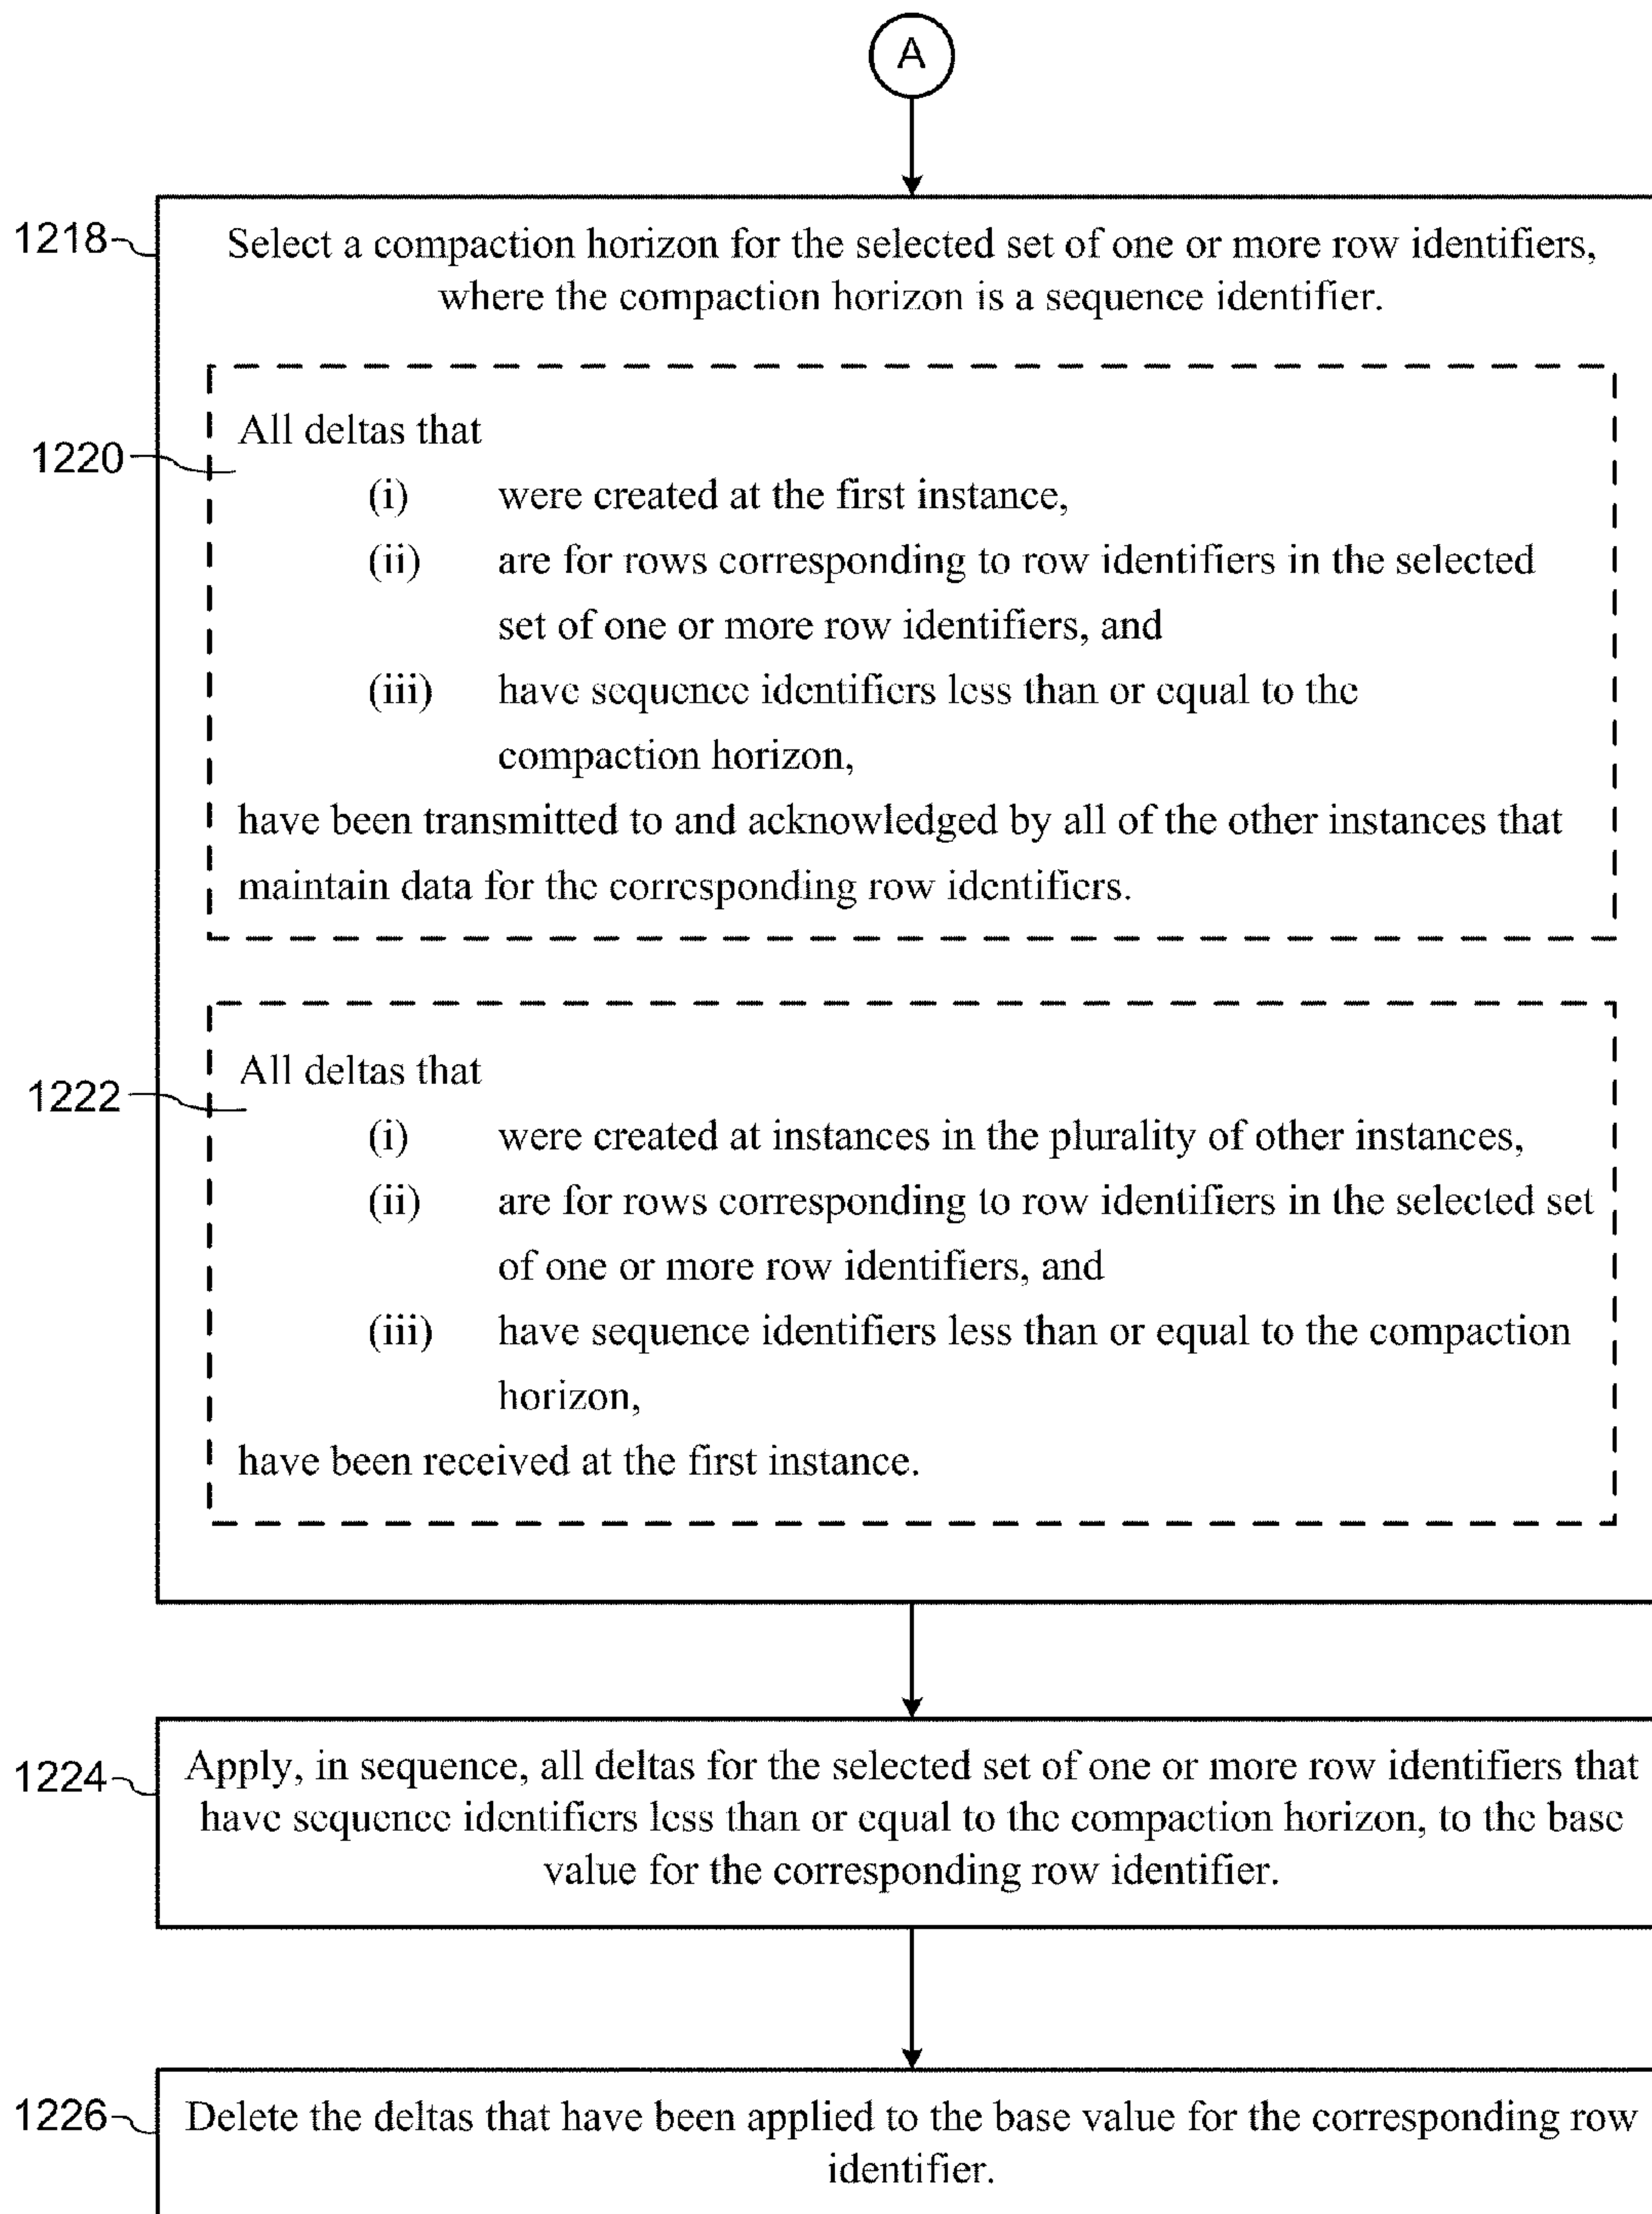 A
1218
Select a compaction horizon for the selected set of one or more row identifiers,
where the compaction horizon is a sequence identifier.
1220
All deltas that
(i) were created at the first instance,
(ii) are for rows corresponding to row identifiers in the selected
set of one or more row identifiers, and
(iii) have sequence identifiers less than or equal to the
compaction horizon,
have been transmitted to and acknowledged by all of the other instances that
maintain data for the corresponding row identifiers.
1222
All deltas that
(i) were created at instances in the plurality of other instances,
(ii) are for rows corresponding to row identifiers in the selected set
of one or more row identifiers, and
(iii) have sequence identifiers less than or equal to the compaction
horizon,
have been received at the first instance.
1224
Apply, in sequence, all deltas for the selected set of one or more row identifiers that
have sequence identifiers less than or equal to the compaction horizon, to the base
value for the corresponding row identifier.
1226
Delete the deltas that have been applied to the base value for the corresponding row
identifier.